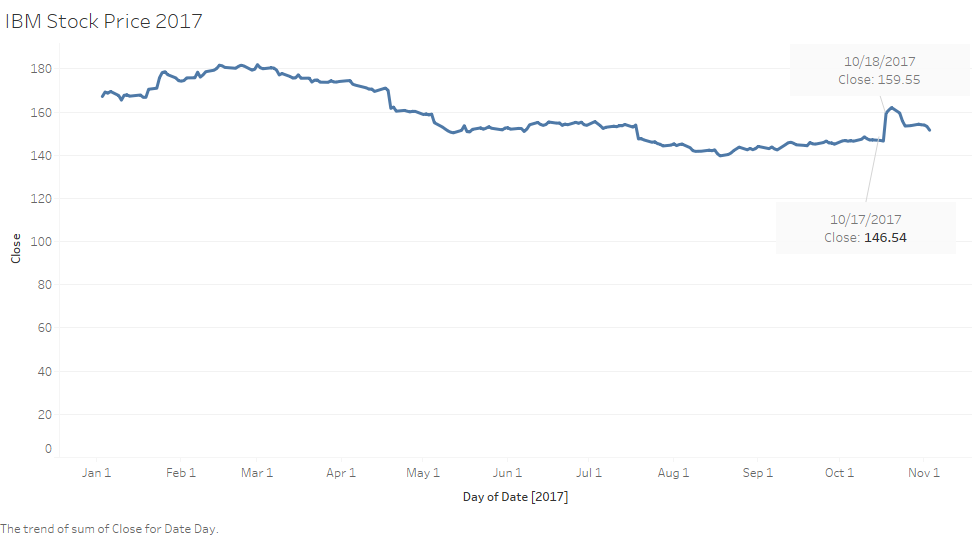 IBM Stock Price 2017
10/18/2017
Close: 159.55
10/17/2017
Close: 146.54
Close
180
160
140
120
100
80
60
40
20
0
Jan 1
Feb 1
Mar 1
Apr 1
May 1
Jun 1
Jul 1
Aug 1
Sep 1
Oct 1
Nov 1
Day of Date [2017]
The trend of sum of Close for Date Day.